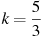 k = 5/3